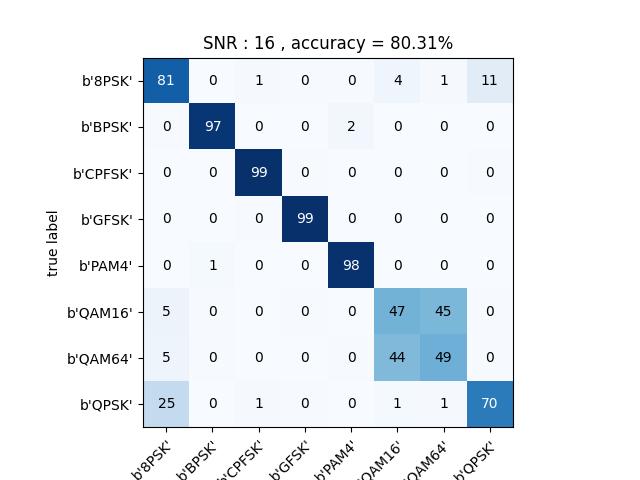 SNR : 16 , accuracy = 80.31%
b'8PSK' 81 0 1 0 0 4 1 11
b'BPSK' 0 97 0 0 2 0 0 0
b'CPFSK' 0 0 99 0 0 0 0 0
b'GFSK' 0 0 0 99 0 0 0 0
b'PAM4' 0 1 0 0 98 0 0 0
b'QAM16' 5 0 0 0 0 47 45 0
b'QAM64' 5 0 0 0 0 44 49 0
b'QPSK' 25 0 1 0 0 1 1 70
true label
b'8PSK' b'BPSK' 'CPFSK' b'GFSK' b'PAM4' 'QAM16' 'QAM64' b'QPSK'